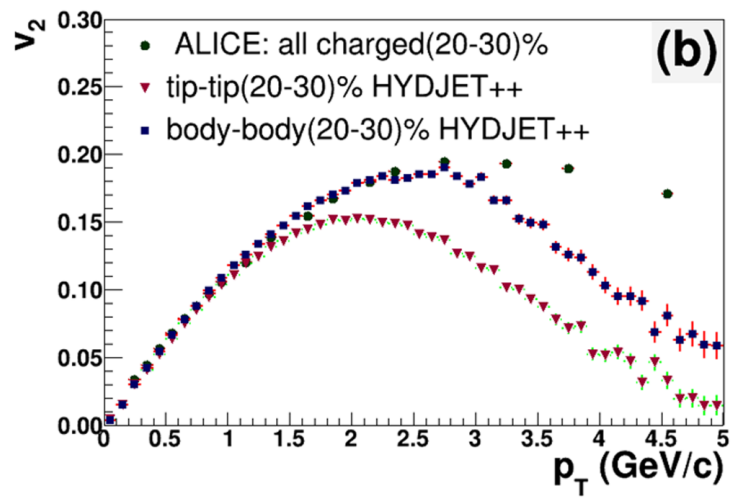 v2
0.30
0.25
0.20
0.15
0.10
0.05
0.00
ALICE: all charged(20-30)%
tip-tip(20-30)% HYDJET++
body-body(20-30)% HYDJET++
(b)
0 0.5 1 1.5 2 2.5 3 3.5 4 4.5 5
pT (GeV/c)